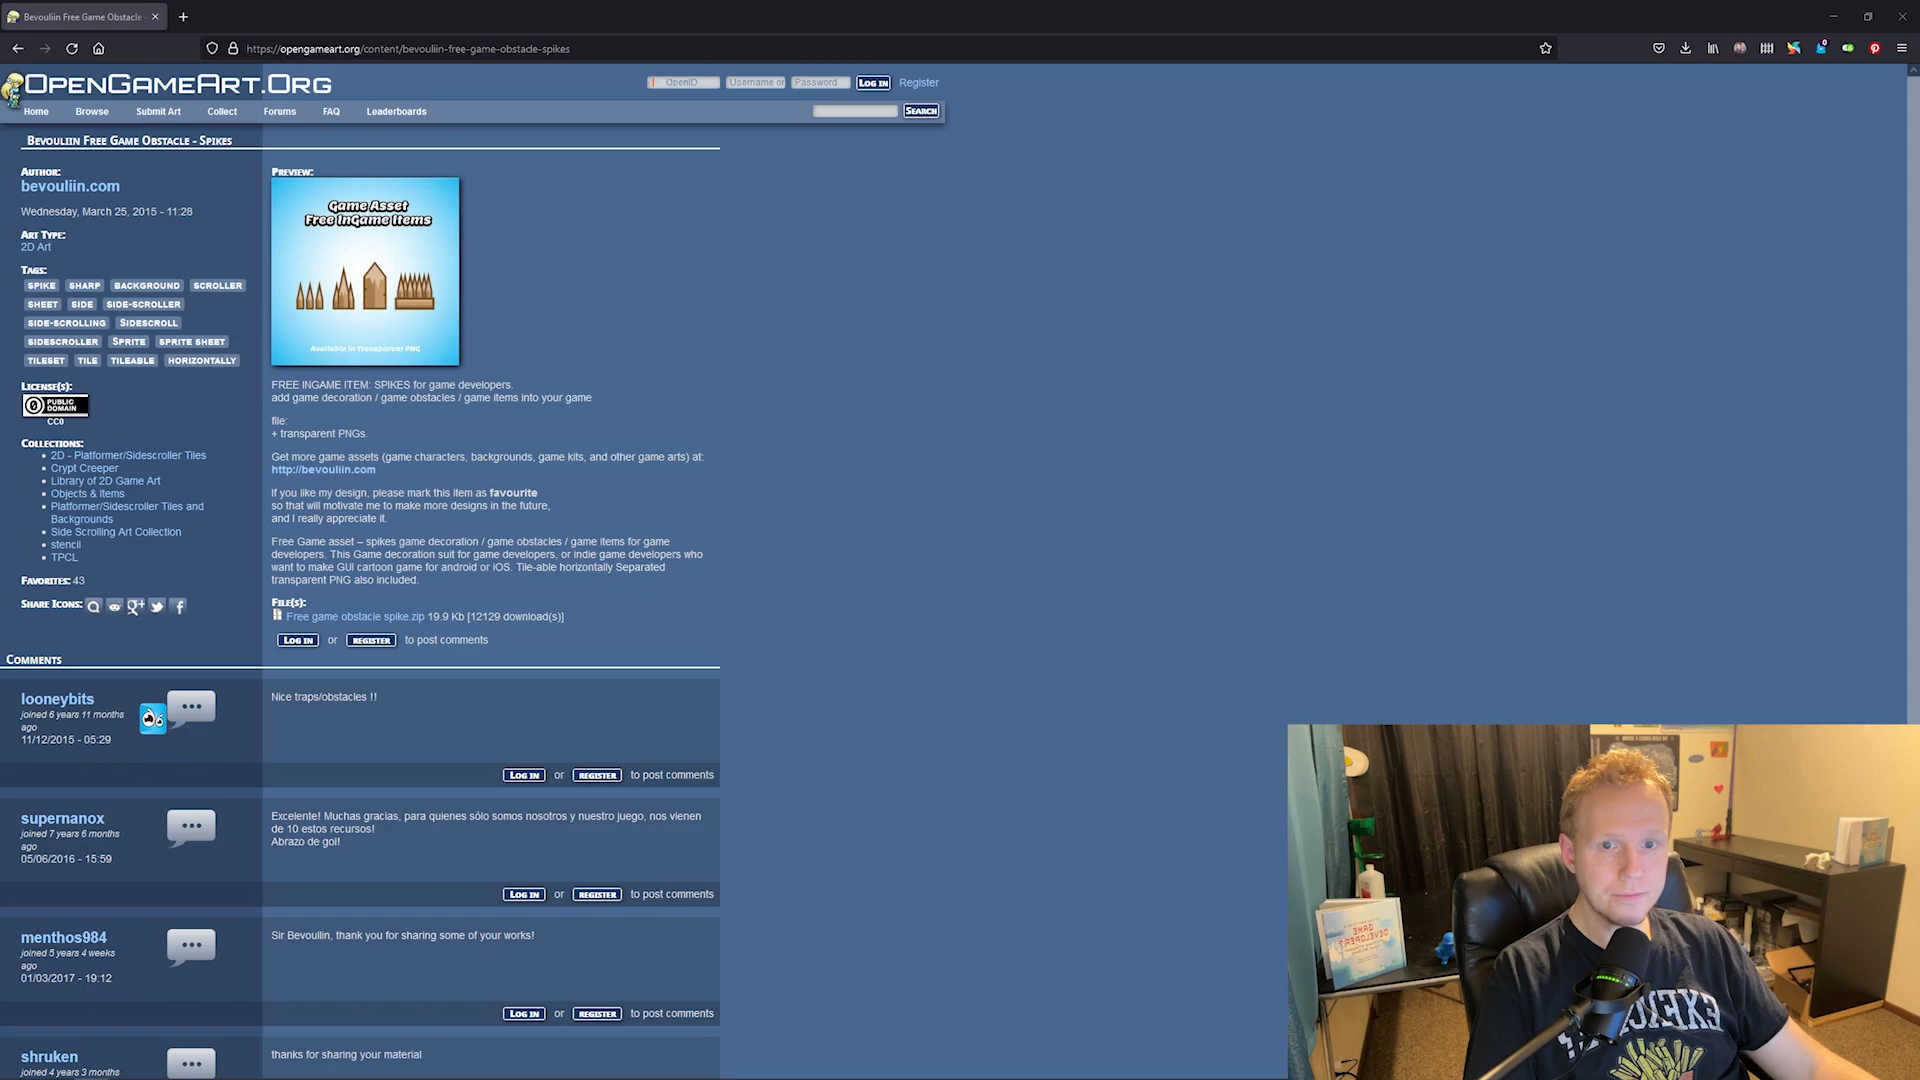 Bevouliin Free Game Obstacle -
https://opengameart.org/content/bevouliin-free-game-obstacle-spikes
0
OpenGameArt.Org
OpenID
Username or
Password
Log in
Register
Home
Browse
Submit Art
Collect
Forums
FAQ
Leaderboards
Search
Bevouliin Free Game Obstacle - Spikes
Author:
bevouliin.com
Wednesday, March 25, 2015 - 11:28
Art Type:
2D Art
Tags:
spike sharp background scroller
sheet side side-scroller
side-scrolling Sidescroll
sidescroller Sprite sprite sheet
tileset tile tileable horizontally
License(s):
PUBLIC
DOMAIN
CC0
Collections:
2D - Platformer/Sidescroller Tiles
Crypt Creeper
Library of 2D Game Art
Objects & Items
Platformer/Sidescroller Tiles and
Backgrounds
Side Scrolling Art Collection
stencil
TPCL
Favorites: 43
Share Icons:
Preview:
Game Asset
Free InGame Items
Available in Transparent PNG
FREE INGAME ITEM: SPIKES for game developers.
add game decoration / game obstacles / game items into your game
file:
+ transparent PNGs.
Get more game assets (game characters, backgrounds, game kits, and other game arts) at:
http://bevouliin.com
If you like my design, please mark this item as favourite
so that will motivate me to make more designs in the future,
and I really appreciate it.
Free Game asset – spikes game decoration / game obstacles / game items for game
developers. This Game decoration suit for game developers, or indie game developers who
want to make GUI cartoon game for android or iOS. Tile-able horizontally Separated
transparent PNG also included.
File(s):
Free game obstacle spike.zip 19.9 Kb [12129 download(s)]
Log in or register to post comments
Comments
looneybits
joined 6 years 11 months
ago
11/12/2015 - 05:29
Nice traps/obstacles !!
Log in or register to post comments
supernanox
joined 7 years 6 months
ago
05/06/2016 - 15:59
Excelente! Muchas gracias, para quienes sólo somos nosotros y nuestro juego, nos vienen
de 10 estos recursos!
Abrazo de gol!
Log in or register to post comments
menthos984
joined 5 years 4 weeks
ago
01/03/2017 - 19:12
Sir Bevoullin, thank you for sharing some of your works!
Log in or register to post comments
shruken
joined 4 years 3 months
thanks for sharing your material
GAME
DEVELOPER